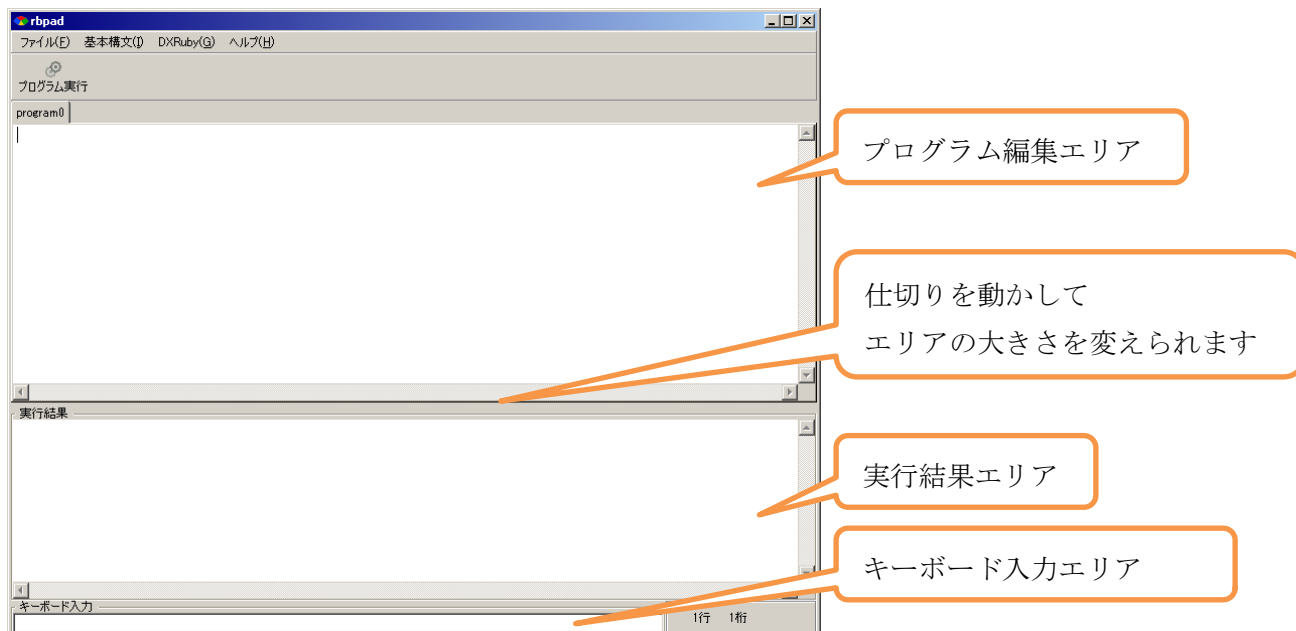 rbpad
ファイル(F) 基本構文(I) DXRuby(G) ヘルプ(H)
プログラム実行
program0
プログラム編集エリア
仕切りを動かして
エリアの大きさを変えられます
実行結果
実行結果エリア
キーボード入力エリア
キーボード入力
1行 1桁